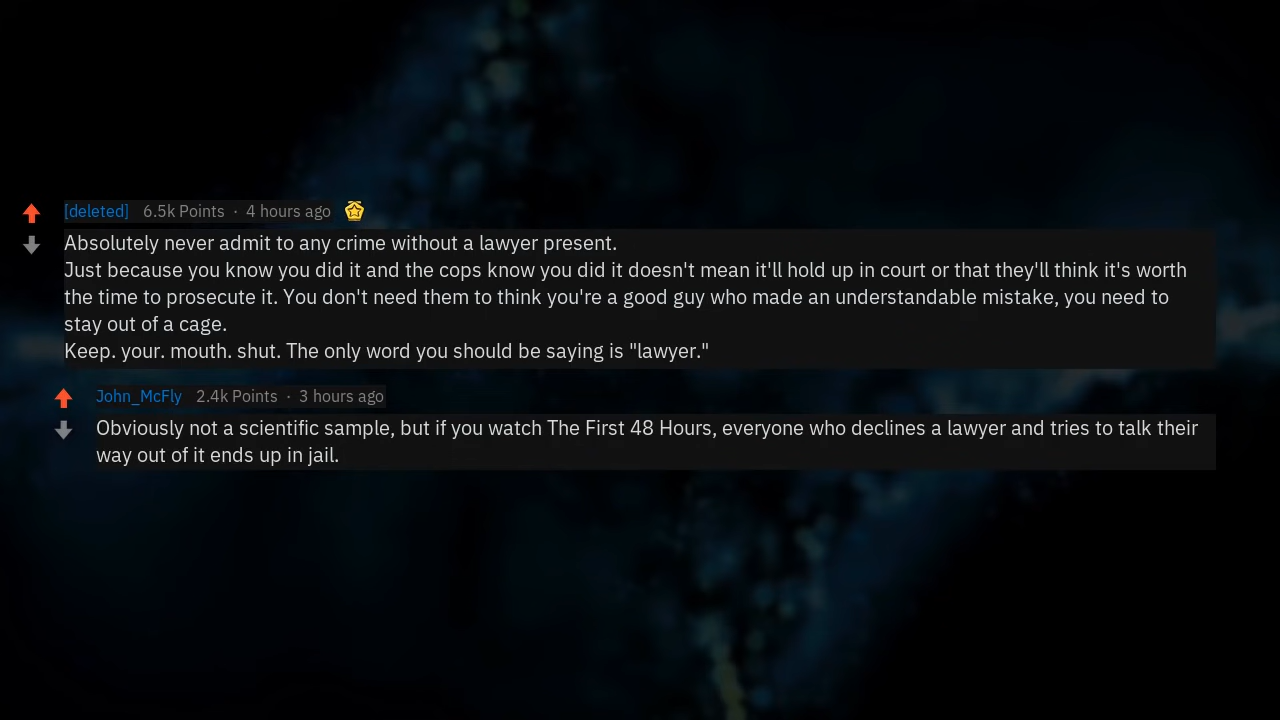 [deleted] 6.5k Points · 4 hours ago
Absolutely never admit to any crime without a lawyer present.
Just because you know you did it and the cops know you did it doesn't mean it'll hold up in court or that they'll think it's worth
the time to prosecute it. You don't need them to think you're a good guy who made an understandable mistake, you need to
stay out of a cage.
Keep. your. mouth. shut. The only word you should be saying is "lawyer."
John_McFly 2.4k Points · 3 hours ago
Obviously not a scientific sample, but if you watch The First 48 Hours, everyone who declines a lawyer and tries to talk their
way out of it ends up in jail.